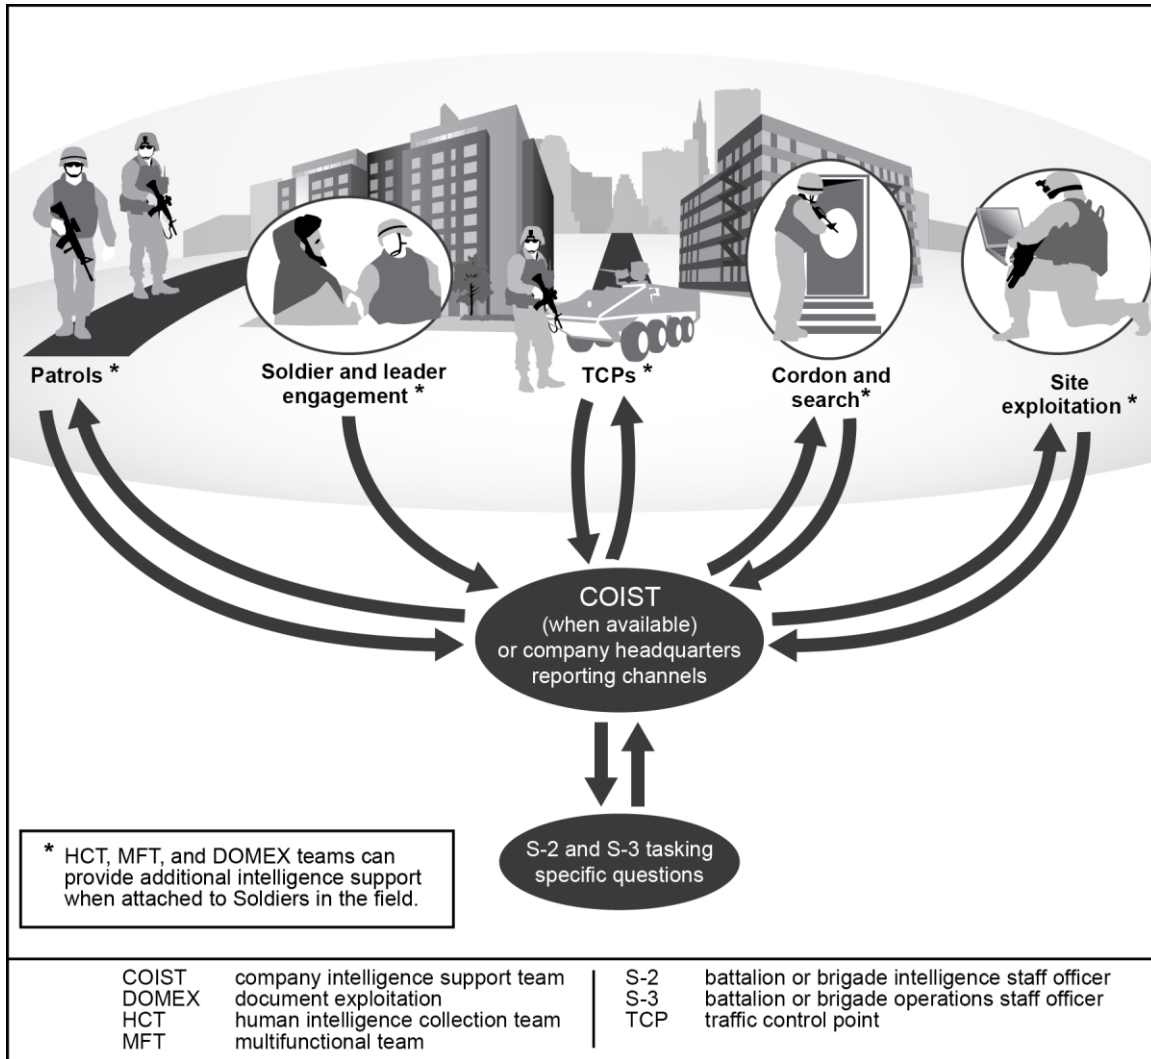 Patrols *
Soldier and leader
engagement *
TCPs *
Cordon and
search*
Site
exploitation *
COIST
(when available)
or company headquarters
reporting channels
S-2 and S-3 tasking
specific questions
* HCT, MFT, and DOMEX teams can
provide additional intelligence support
when attached to Soldiers in the field.
COIST company intelligence support team
DOMEX document exploitation
HCT human intelligence collection team
MFT multifunctional team
S-2 battalion or brigade intelligence staff officer
S-3 battalion or brigade operations staff officer
TCP traffic control point